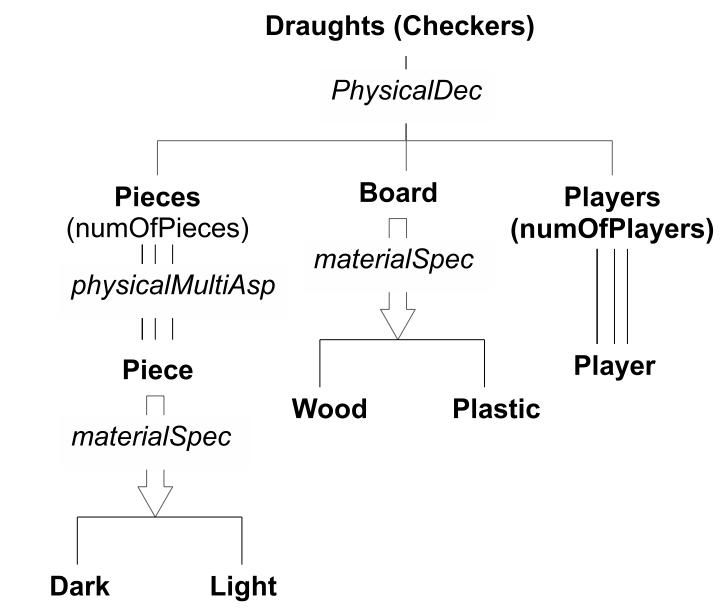 Draughts (Checkers)
PhysicalDec
Pieces
(numOfPieces)
physicalMultiAsp
Piece
materialSpec
Dark
Light
Board
materialSpec
Wood
Plastic
Players
(numOfPlayers)
Player